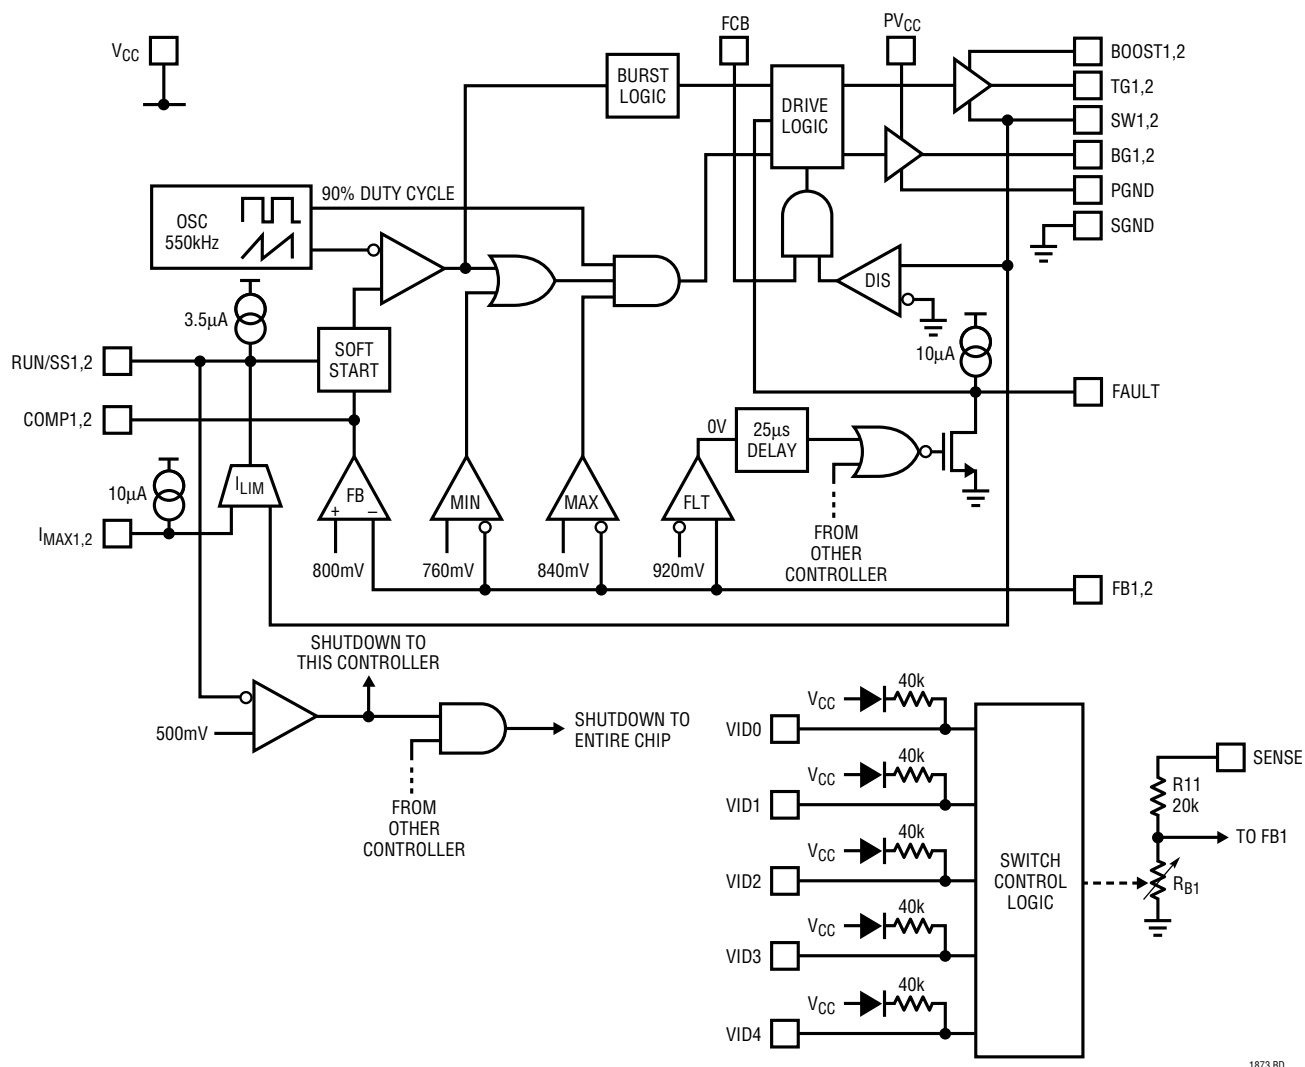 FCB
PVCC
VCC
BURST
LOGIC
DRIVE
LOGIC
BOOST1,2
TG1,2
SW1,2
BG1,2
PGND
SGND
90% DUTY CYCLE
OSC
550kHz
DIS
3.5µA
10µA
RUN/SS1,2
SOFT
START
FAULT
COMP1,2
0V
25µs
DELAY
10µA
ILIM
FB
+
–
MIN
MAX
FLT
IMAX1,2
FROM
OTHER
CONTROLLER
800mV
760mV
840mV
920mV
FB1,2
SHUTDOWN TO
THIS CONTROLLER
500mV
SHUTDOWN TO
ENTIRE CHIP
FROM
OTHER
CONTROLLER
VCC
40k
VID0
VCC
40k
VID1
VCC
40k
VID2
VCC
40k
VID3
VCC
40k
VID4
SWITCH
CONTROL
LOGIC
SENSE
R11
20k
TO FB1
RB1
1873 BD